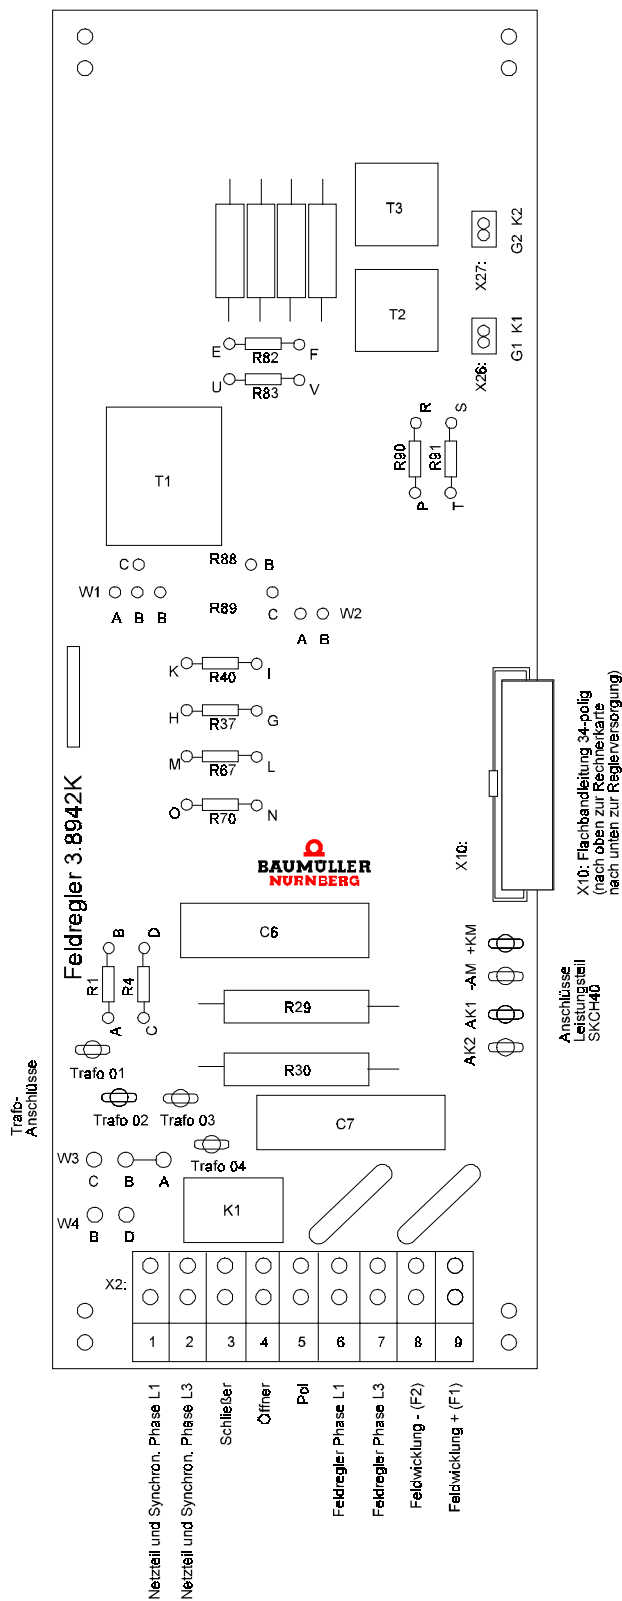 T3
G2 K2
X27:
T2
G1 K1
X26:
E
R82
F
U
R83
V
R
S
R90
R91
P
T
T1
C
R88
B
W1
A
B
B
R89
C
W2
A
B
K
R40
I
H
R37
G
M
R67
L
O
R70
N
Feldregler 3.8942K
BAUMÜLLER
NÜRNBERG
X10:
X10: Flachbandleitung 34-polig
(nach oben zur Rechnerkarte
nach unten zur Reglerversorgung)
C6
B
D
R1
R4
A
C
R29
R30
AK2 AK1 -AM +KM
Anschlüsse
Leistungsteil
SKCH40
Trafo-
Anschlüsse
Trafo 01
Trafo 02
Trafo 03
Trafo 04
C7
W3
C
B
A
W4
B
D
K1
X2:
1
2
3
4
5
6
7
8
9
Netzteil und Synchron. Phase L1
Netzteil und Synchron. Phase L3
Schließer
Öffner
Pol
Feldregler Phase L1
Feldregler Phase L3
Feldwicklung - (F2)
Feldwicklung + (F1)